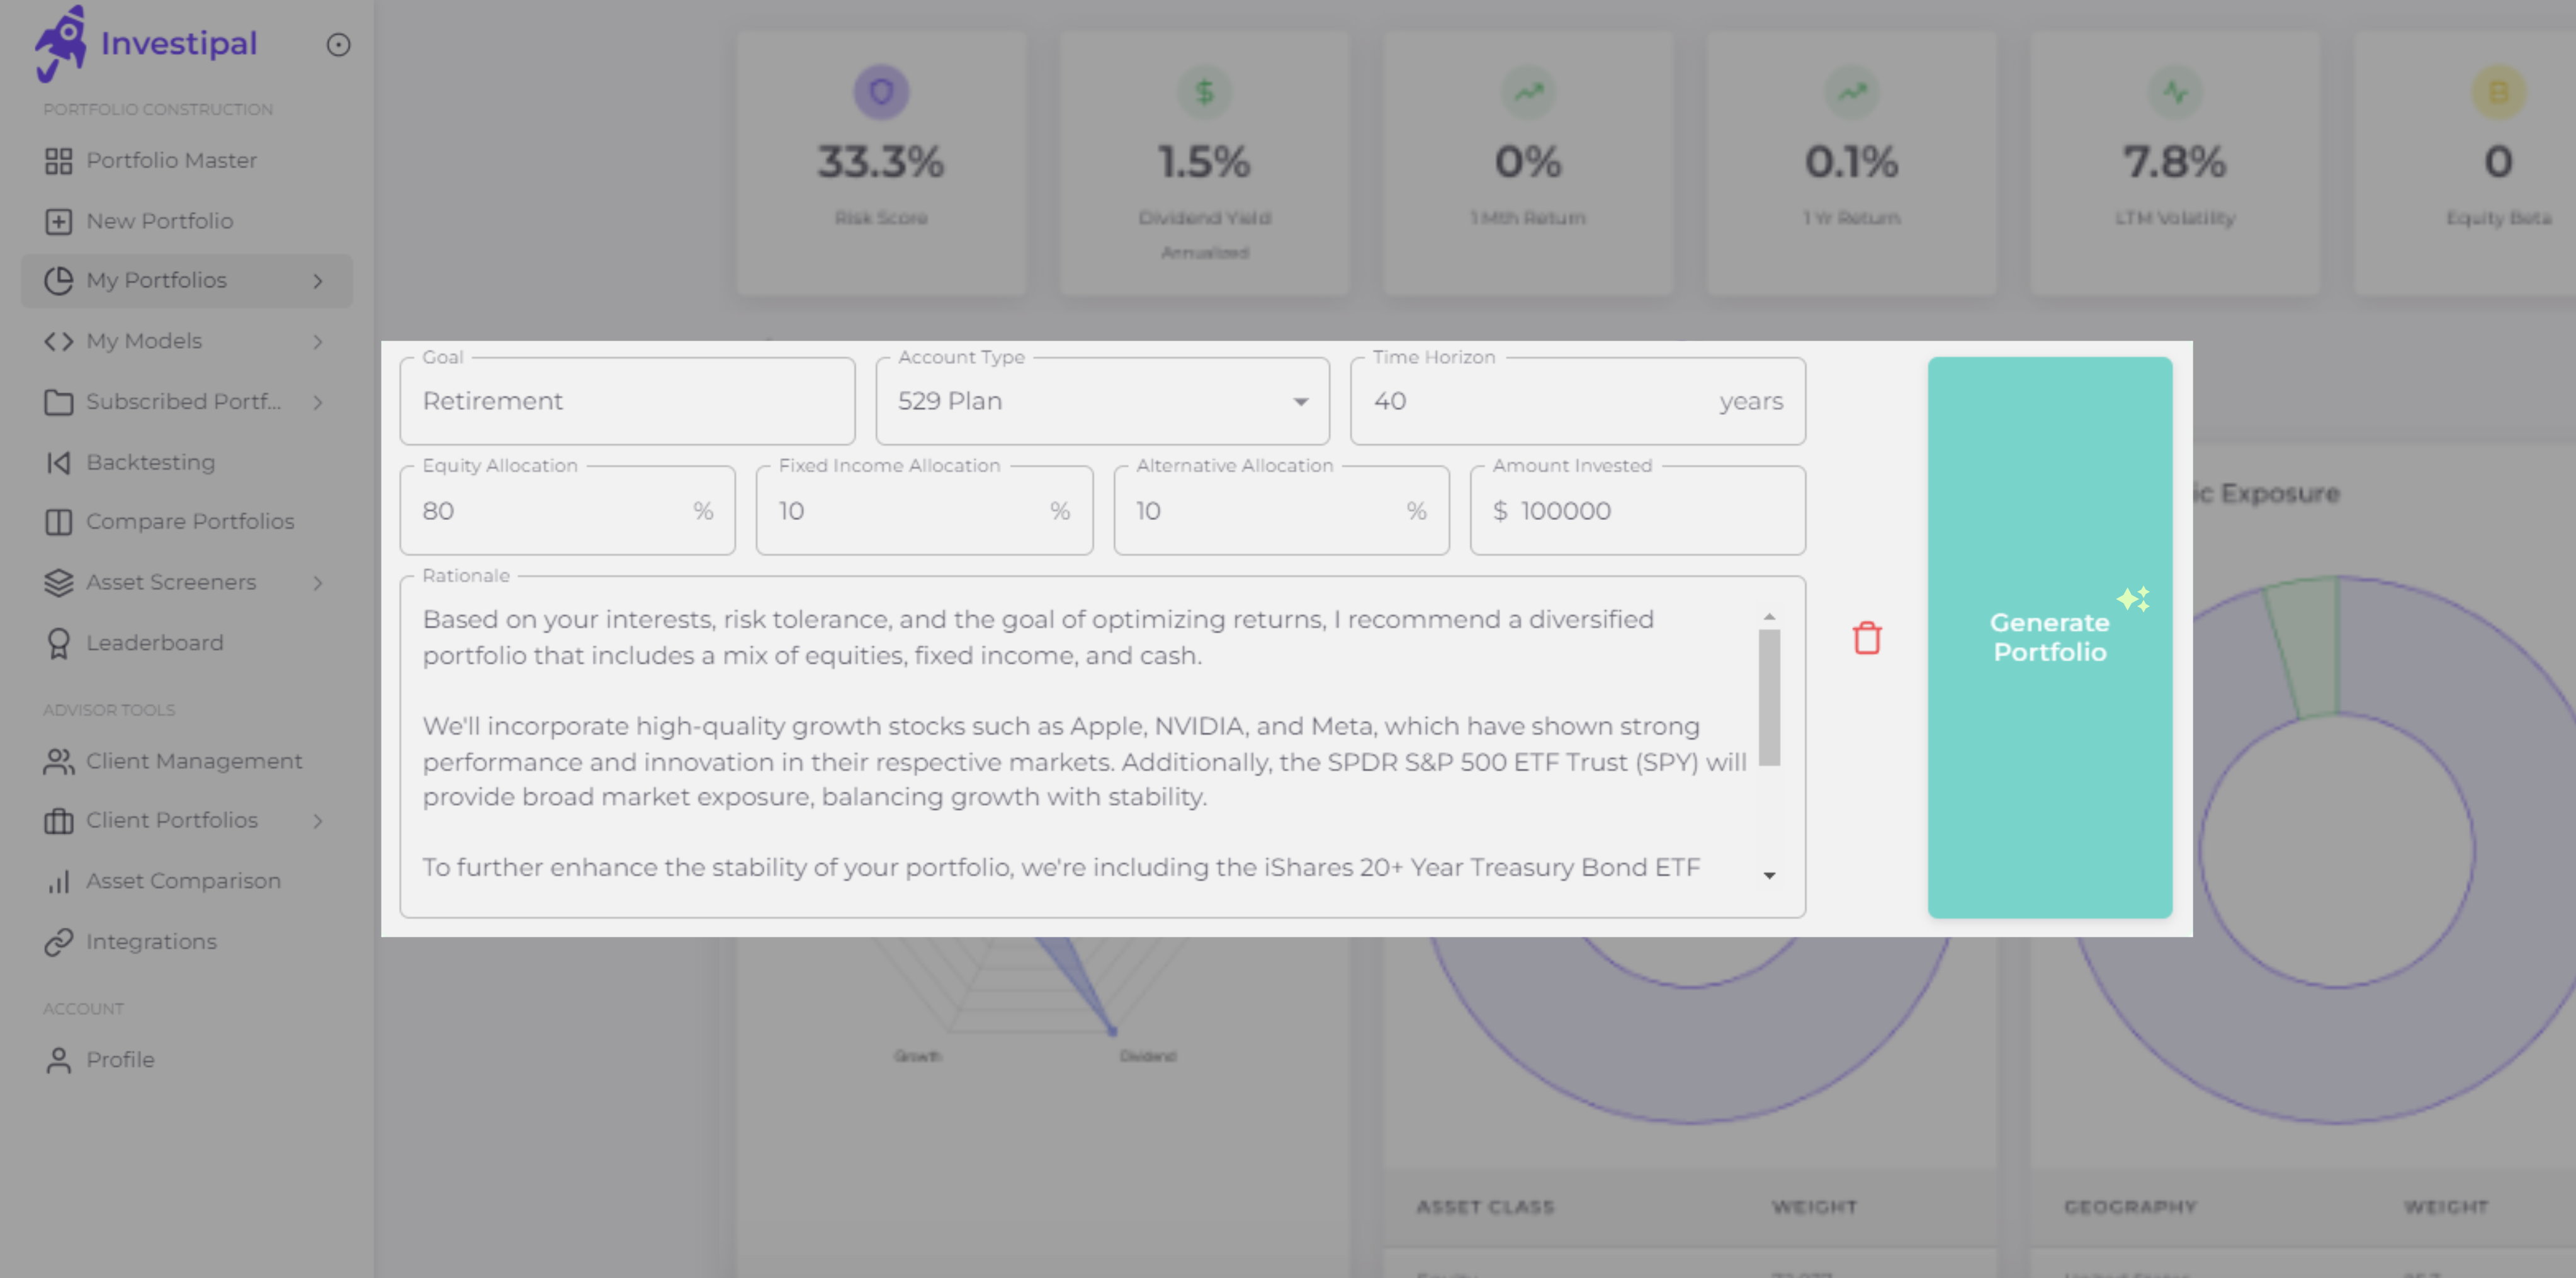 Investipal
PORTFOLIO CONSTRUCTION
Portfolio Master
New Portfolio
My Portfolios
My Models
Subscribed Portf...
Backtesting
Compare Portfolios
Asset Screeners
Leaderboard
ADVISOR TOOLS
Client Management
Client Portfolios
Asset Comparison
Integrations
ACCOUNT
Profile
33.3%
Risk Score
1.5%
Dividend Yield
Annualized
0%
1 Mth Return
0.1%
1 Yr Return
7.8%
LTM Volatility
0
Equity Beta
Goal
Retirement
Account Type
529 Plan
Time Horizon
40 years
Equity Allocation
80 %
Fixed Income Allocation
10 %
Alternative Allocation
10 %
Amount Invested
$ 100000
Rationale
Based on your interests, risk tolerance, and the goal of optimizing returns, I recommend a diversified
portfolio that includes a mix of equities, fixed income, and cash.
We'll incorporate high-quality growth stocks such as Apple, NVIDIA, and Meta, which have shown strong
performance and innovation in their respective markets. Additionally, the SPDR S&P 500 ETF Trust (SPY) will
provide broad market exposure, balancing growth with stability.
To further enhance the stability of your portfolio, we're including the iShares 20+ Year Treasury Bond ETF
Generate
Portfolio
ic Exposure
Growth
Dividend
ASSET CLASS WEIGHT
GEOGRAPHY WEIGHT